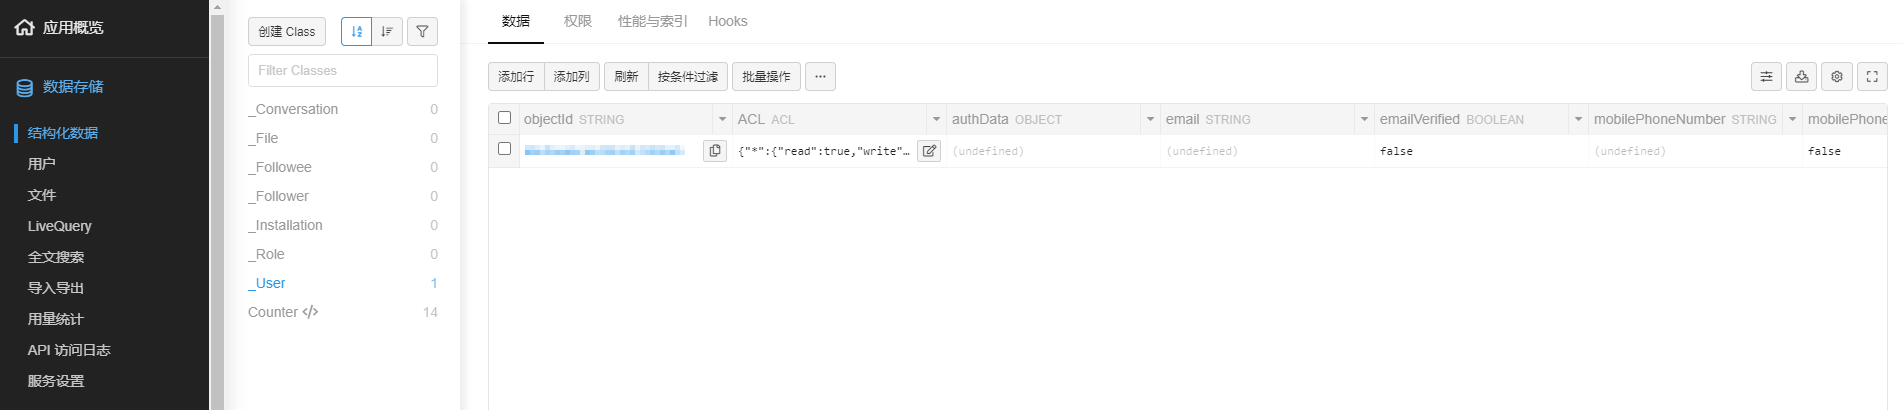 应用概览
数据存储
结构化数据
用户
文件
LiveQuery
全文搜索
导入导出
用量统计
API 访问日志
服务设置
创建 Class
Filter Classes
_Conversation 0
_File 0
_Followee 0
_Follower 0
_Installation 0
_Role 0
_User 1
Counter 14
数据 权限 性能与索引 Hooks
添加行 添加列 刷新 按条件过滤 批量操作 ...
objectId STRING ACL ACL authData OBJECT email STRING emailVerified BOOLEAN mobilePhoneNumber STRING mobilePhone
{"*":{"read":true,"write"… (undefined) (undefined) false (undefined) false